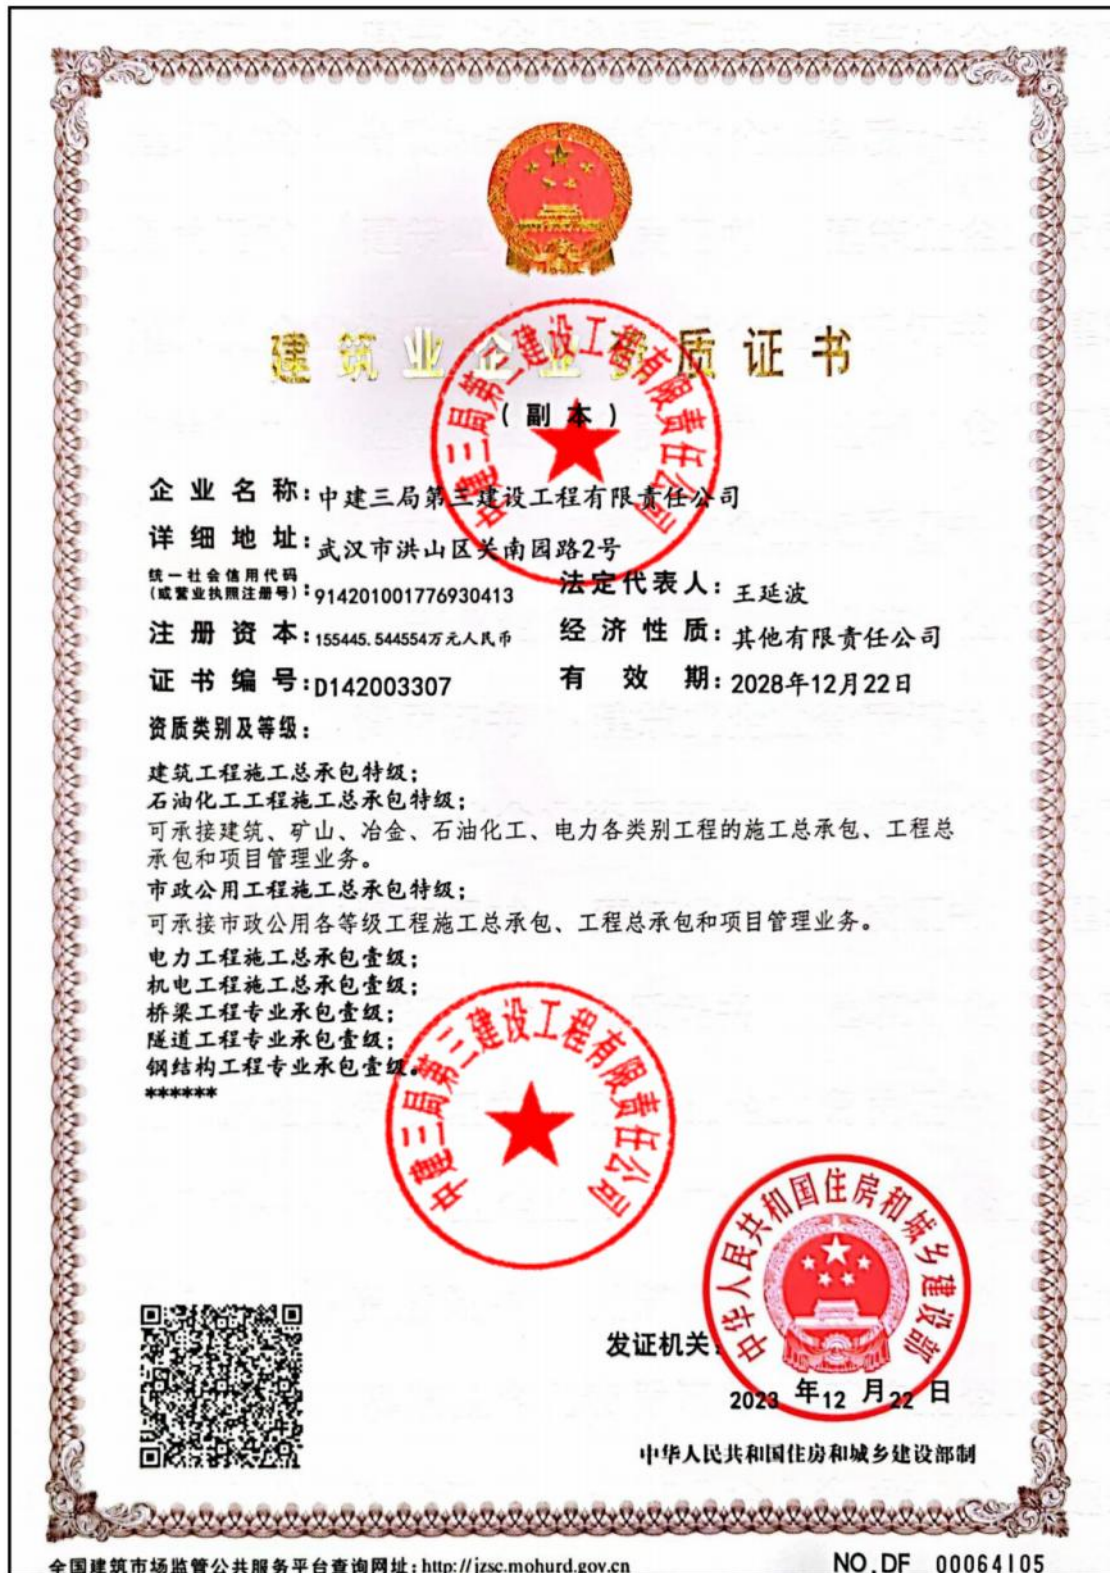 建筑业企业资质证书
（副本）
企业名称：中建三局第三建设工程有限责任公司
详细地址：武汉市洪山区关南园路2号
统一社会信用代码
(或营业执照注册号)：914201001776930413
法定代表人：王延波
注册资本：155445.544554万元人民币
经济性质：其他有限责任公司
证书编号：D142003307
有效期：2028年12月22日
资质类别及等级：
建筑工程施工总承包特级；
石油化工工程施工总承包特级；
可承接建筑、矿山、冶金、石油化工、电力各类别工程的施工总承包、工程总
承包和项目管理业务。
市政公用工程施工总承包特级；
可承接市政公用各等级工程施工总承包、工程总承包和项目管理业务。
电力工程施工总承包壹级；
机电工程施工总承包壹级；
桥梁工程专业承包壹级；
隧道工程专业承包壹级；
钢结构工程专业承包壹级。
******
中建三局第三建设工程有限责任公司
中建三局第三建设工程有限责任公司
中华人民共和国住房和城乡建设部
发证机关：
2023年12月22日
中华人民共和国住房和城乡建设部制
全国建筑市场监管公共服务平台查询网址：http://jzsc.mohurd.gov.cn
NO.DF 00064105